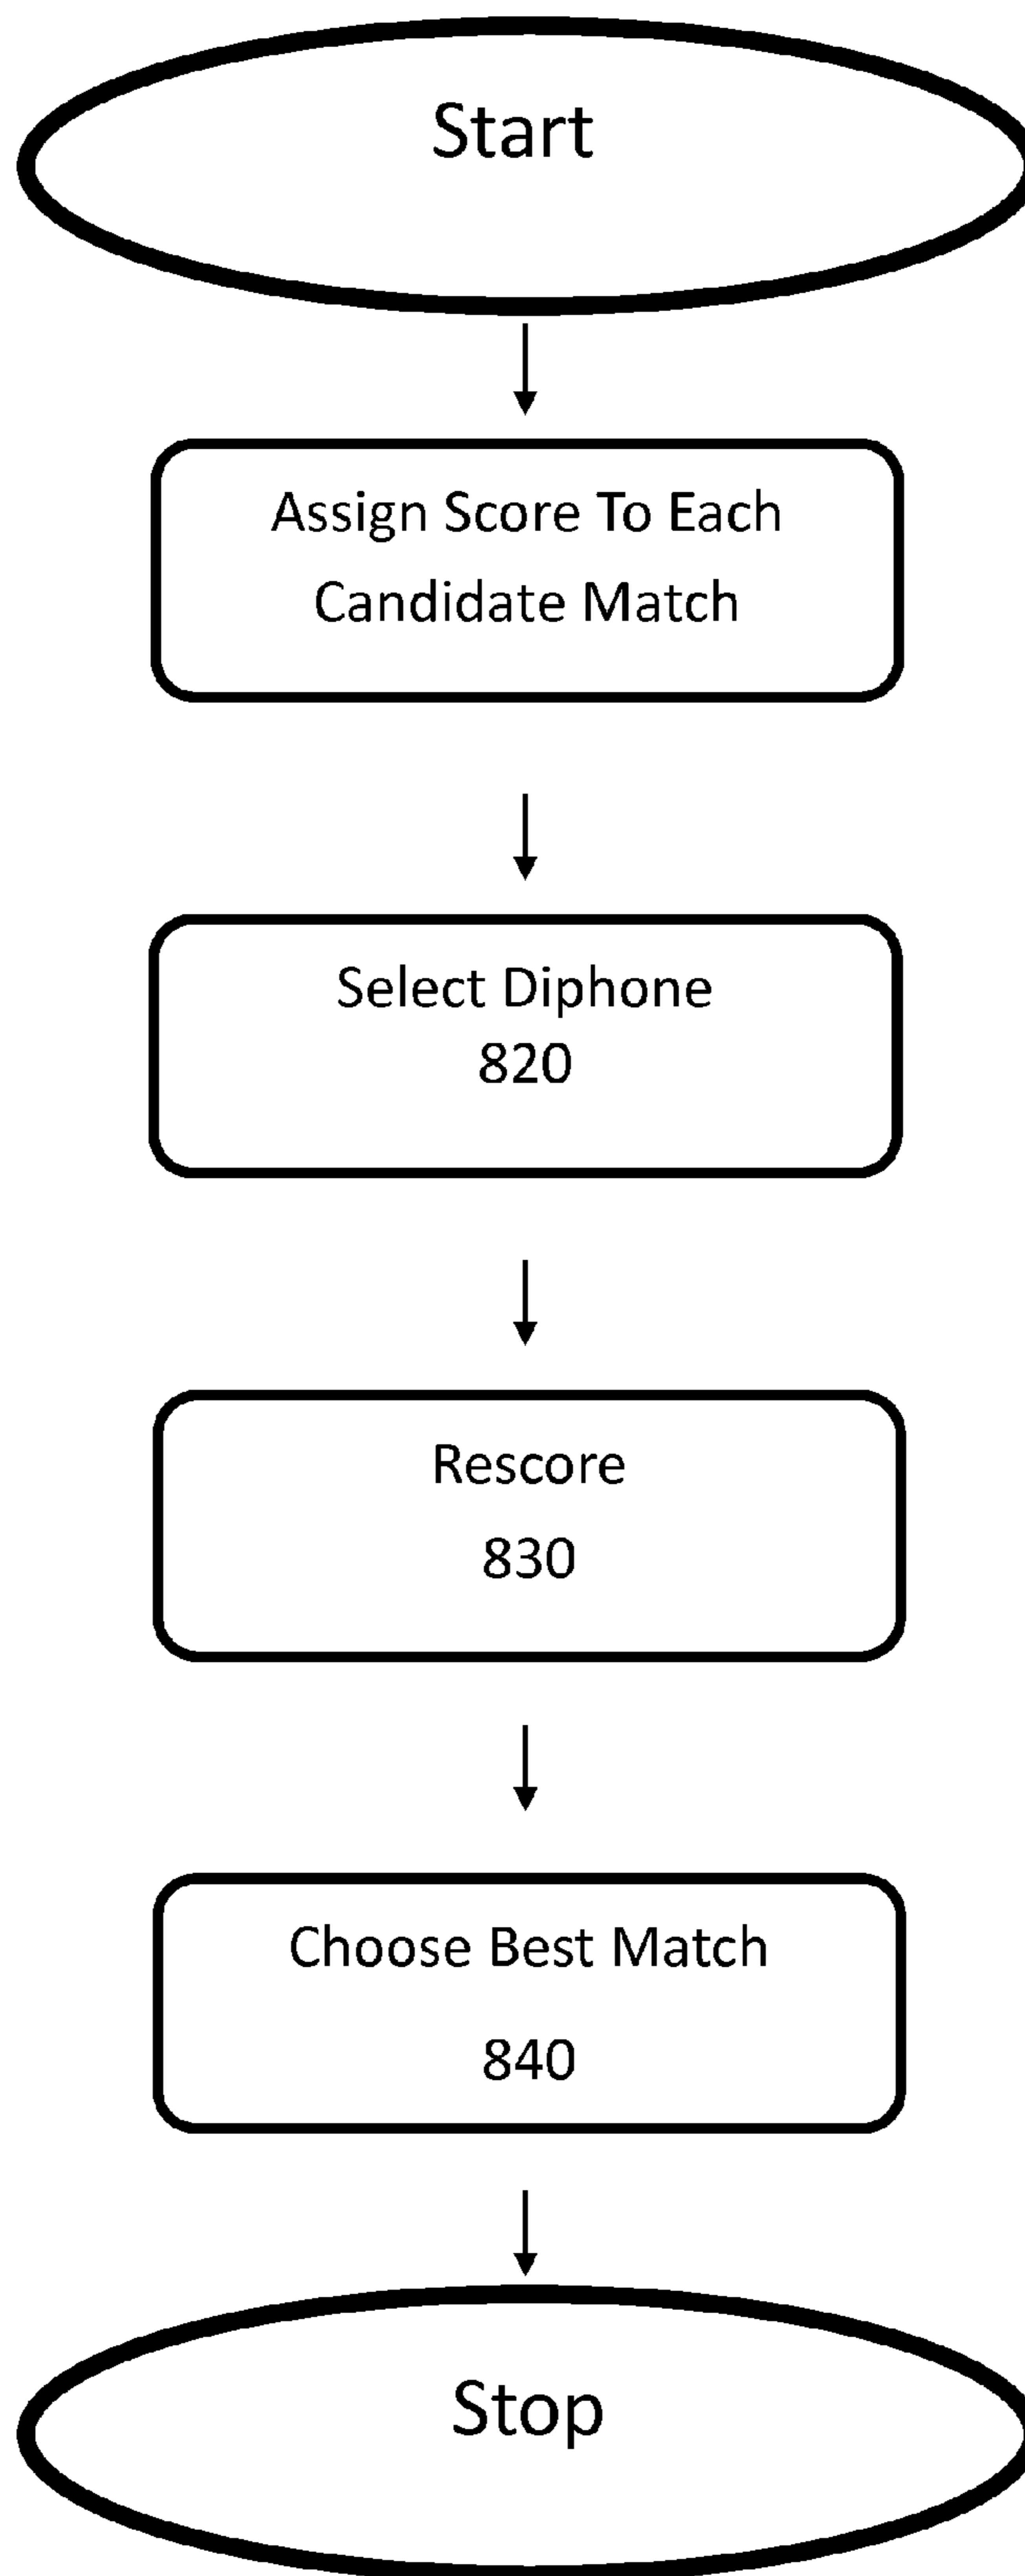 Start
Assign Score To Each
Candidate Match
Select Diphone
820
Rescore
830
Choose Best Match
840
Stop